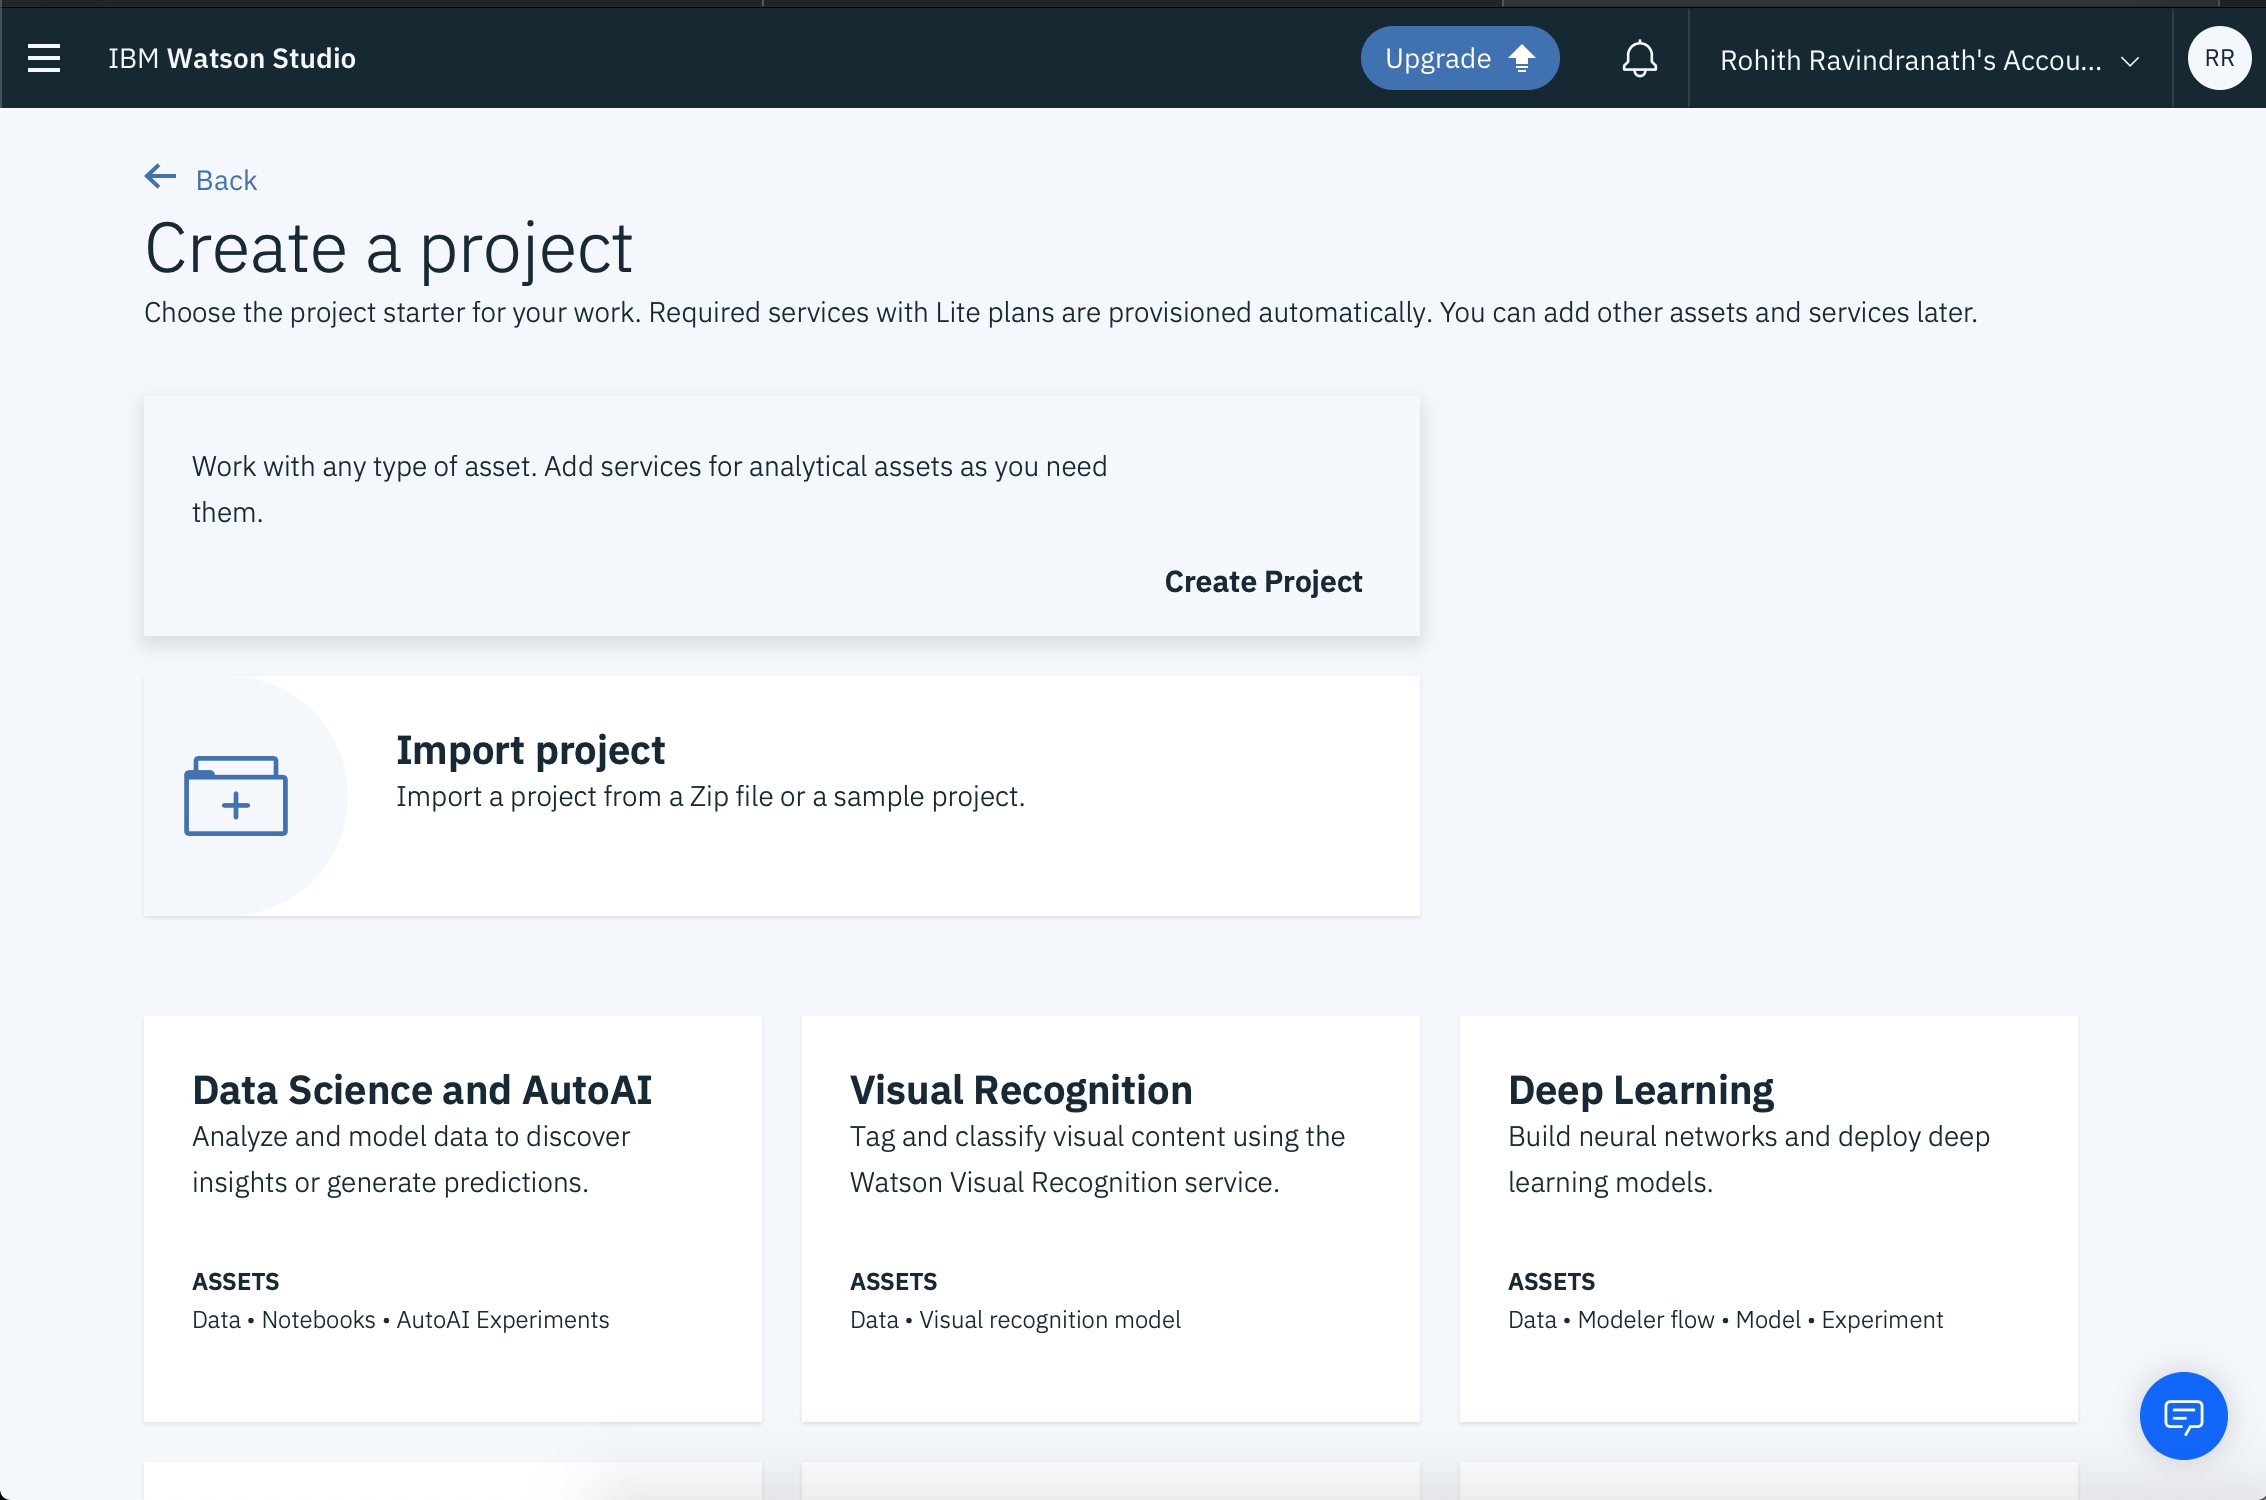 IBM Watson Studio
Upgrade
Rohith Ravindranath's Accou...
RR
Back
Create a project
Choose the project starter for your work. Required services with Lite plans are provisioned automatically. You can add other assets and services later.
Work with any type of asset. Add services for analytical assets as you need
them.
Create Project
Import project
Import a project from a Zip file or a sample project.
Data Science and AutoAI
Analyze and model data to discover
insights or generate predictions.
ASSETS
Data • Notebooks • AutoAI Experiments
Visual Recognition
Tag and classify visual content using the
Watson Visual Recognition service.
ASSETS
Data • Visual recognition model
Deep Learning
Build neural networks and deploy deep
learning models.
ASSETS
Data • Modeler flow • Model • Experiment